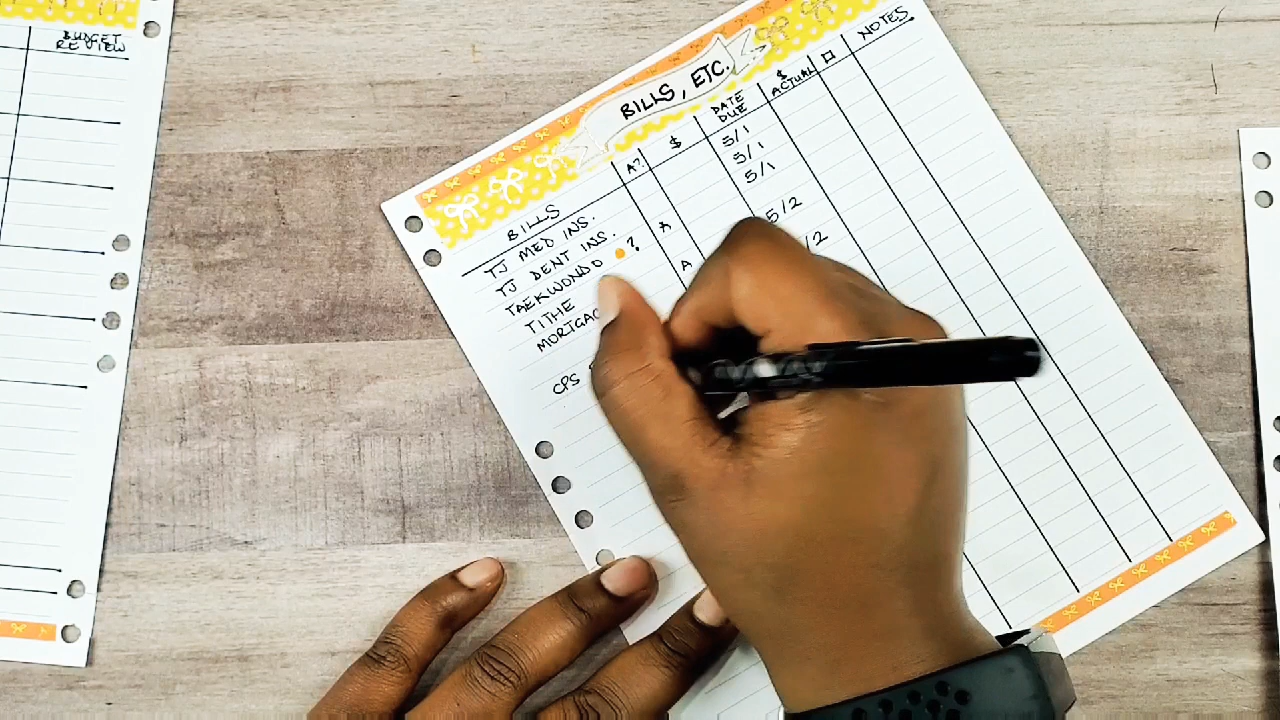 BUDGET
REVIEW
BILLS, ETC.
BILLS A? $ DATE DUE $ ACTUAL □ NOTES
TJ MED INS. 5/1
TJ DENT INS. 5/1
TAEKWONDO ? 5/1
TITHE A 5/2
A /2
CPS